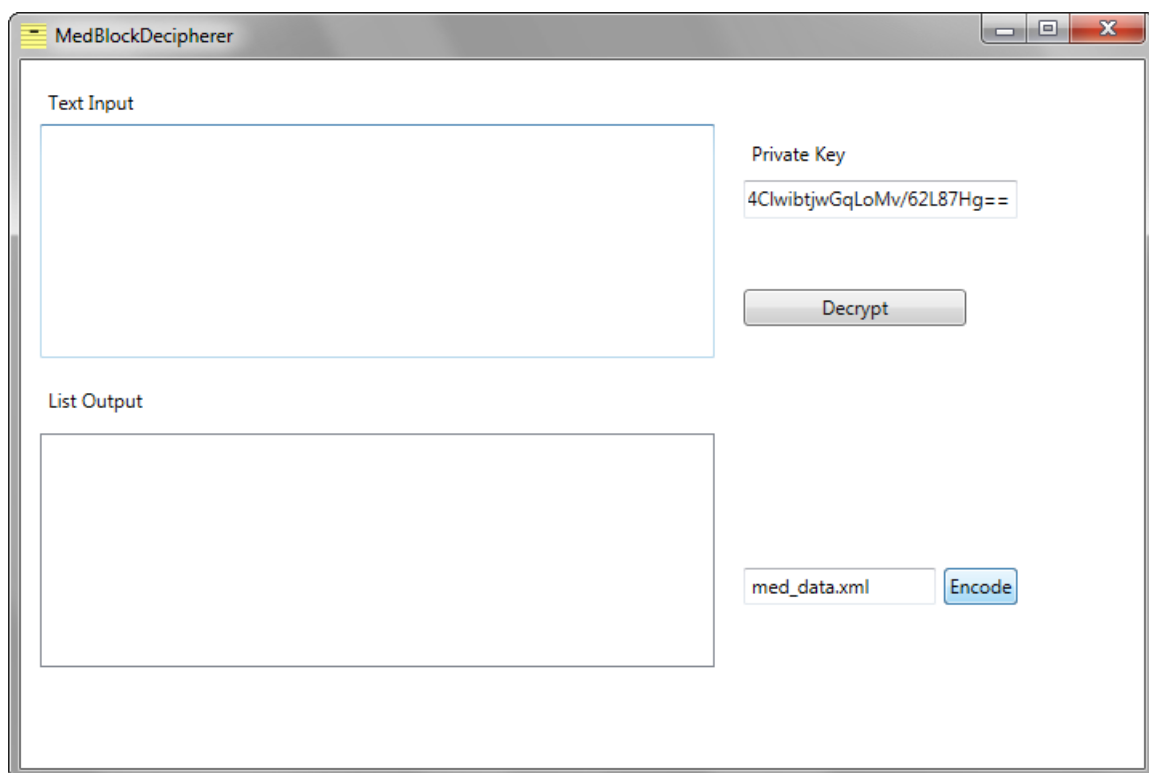 MedBlockDecipherer
Text Input
Private Key
4ClwibtjwGqLoMv/62L87Hg==
Decrypt
List Output
med_data.xml
Encode